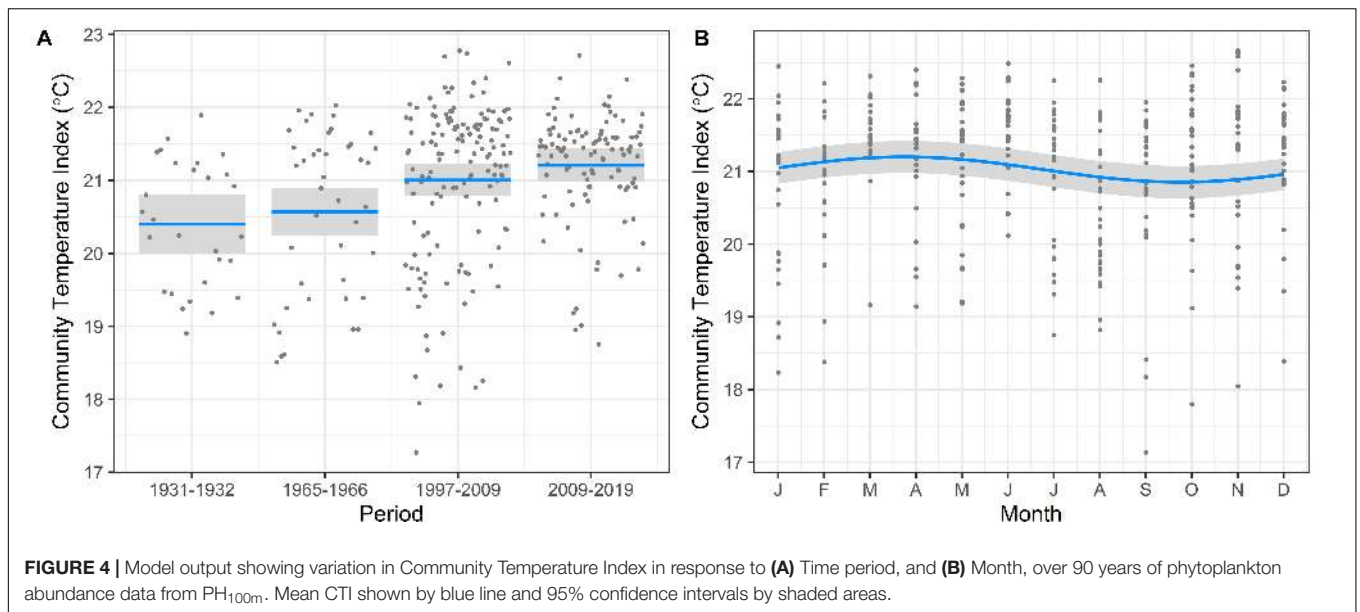 A
Community Temperature Index (°C)
23
22
21
20
19
18
17
1931-1932 1965-1966 1997-2009 2009-2019
Period
B
Community Temperature Index (°C)
22
21
20
19
18
17
J F M A M J J A S O N D
Month
FIGURE 4 | Model output showing variation in Community Temperature Index in response to (A) Time period, and (B) Month, over 90 years of phytoplankton
abundance data from PH100m. Mean CTI shown by blue line and 95% confidence intervals by shaded areas.